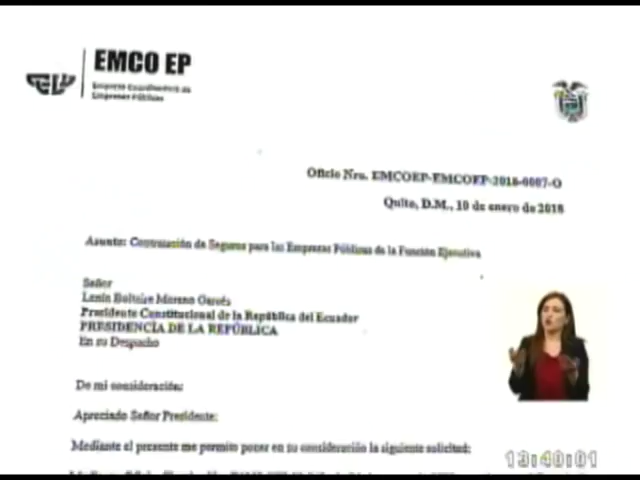 EMCO EP
Empresa Coordinadora de
Empresas Públicas
Oficio Nro. EMCOEP-EMCOEP-2018-0007-O
Quito, D.M., 10 de enero de 2018
Asunto: Contratación de Seguros para las Empresas Públicas de la Función Ejecutiva
Señor
Lenín Boltaire Moreno Garcés
Presidente Constitucional de la República del Ecuador
PRESIDENCIA DE LA REPÚBLICA
En su Despacho
De mi consideración:
Apreciado Señor Presidente:
Mediante el presente me permito poner en su consideración la siguiente solicitud:
13:40:01